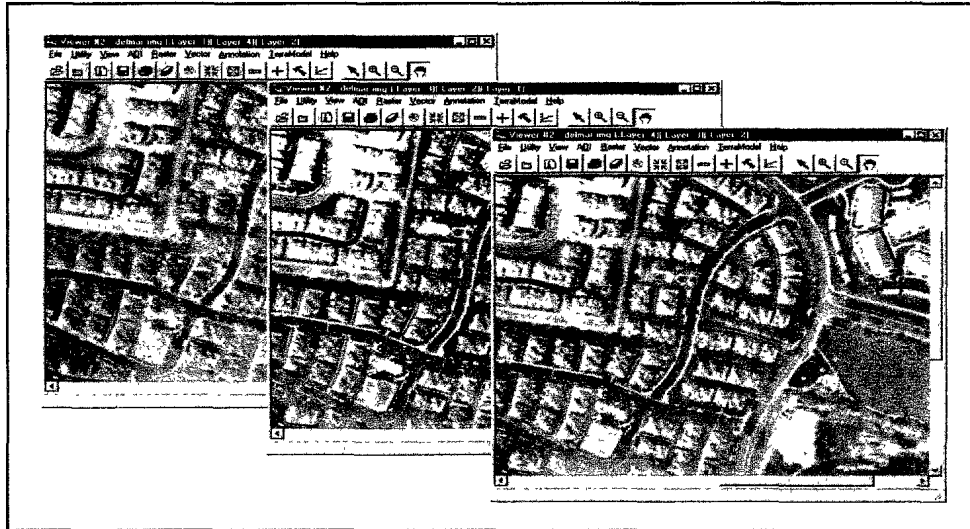 Viewer #2 : delmar.img (Layer_1)(Layer_4)(Layer_2)
File Utility View AOI Raster Vector Annotation TerraModel Help
Viewer #2 : delmar.img (Layer_3)(Layer_2)(Layer_1)
File Utility View AOI Raster Vector Annotation TerraModel Help
Viewer #2 : delmar.img (Layer_4)(Layer_3)(Layer_2)
File Utility View AOI Raster Vector Annotation TerraModel Help